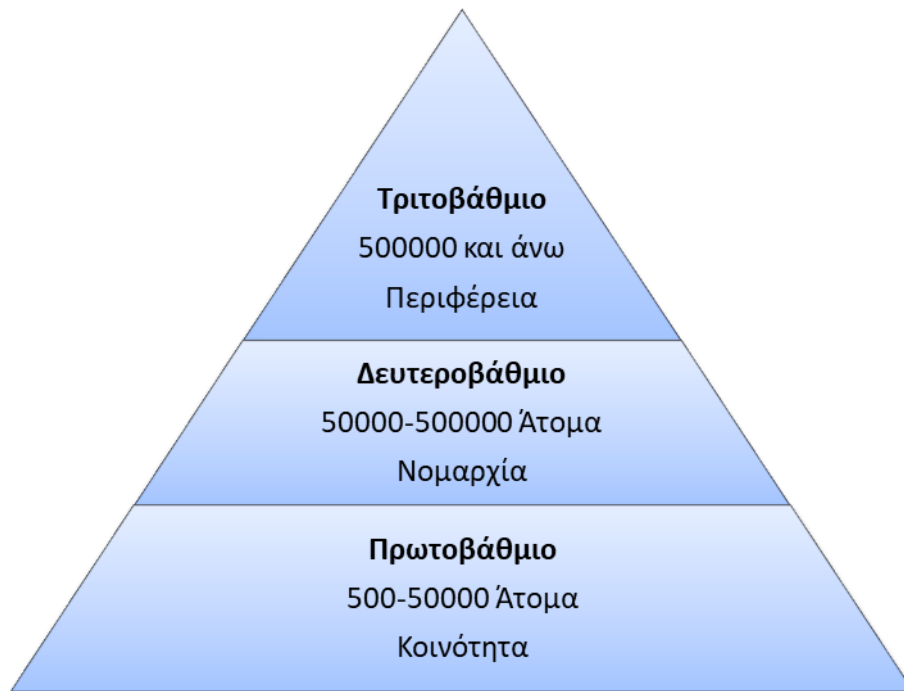 Τριτοβάθμιο
500000 και άνω
Περιφέρεια
Δευτεροβάθμιο
50000-500000 Άτομα
Νομαρχία
Πρωτοβάθμιο
500-50000 Άτομα
Κοινότητα